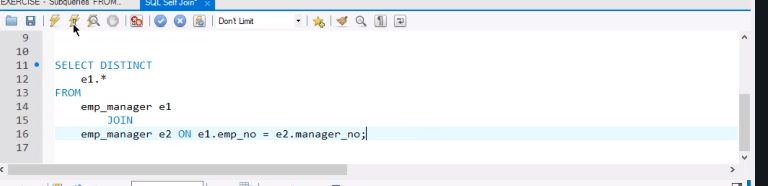 EXERCISE - Subqueries FROM...
SQL Self Join*
Don't Limit
9
10
11 SELECT DISTINCT
12 e1.*
13 FROM
14 emp_manager e1
15 JOIN
16 emp_manager e2 ON e1.emp_no = e2.manager_no;
17